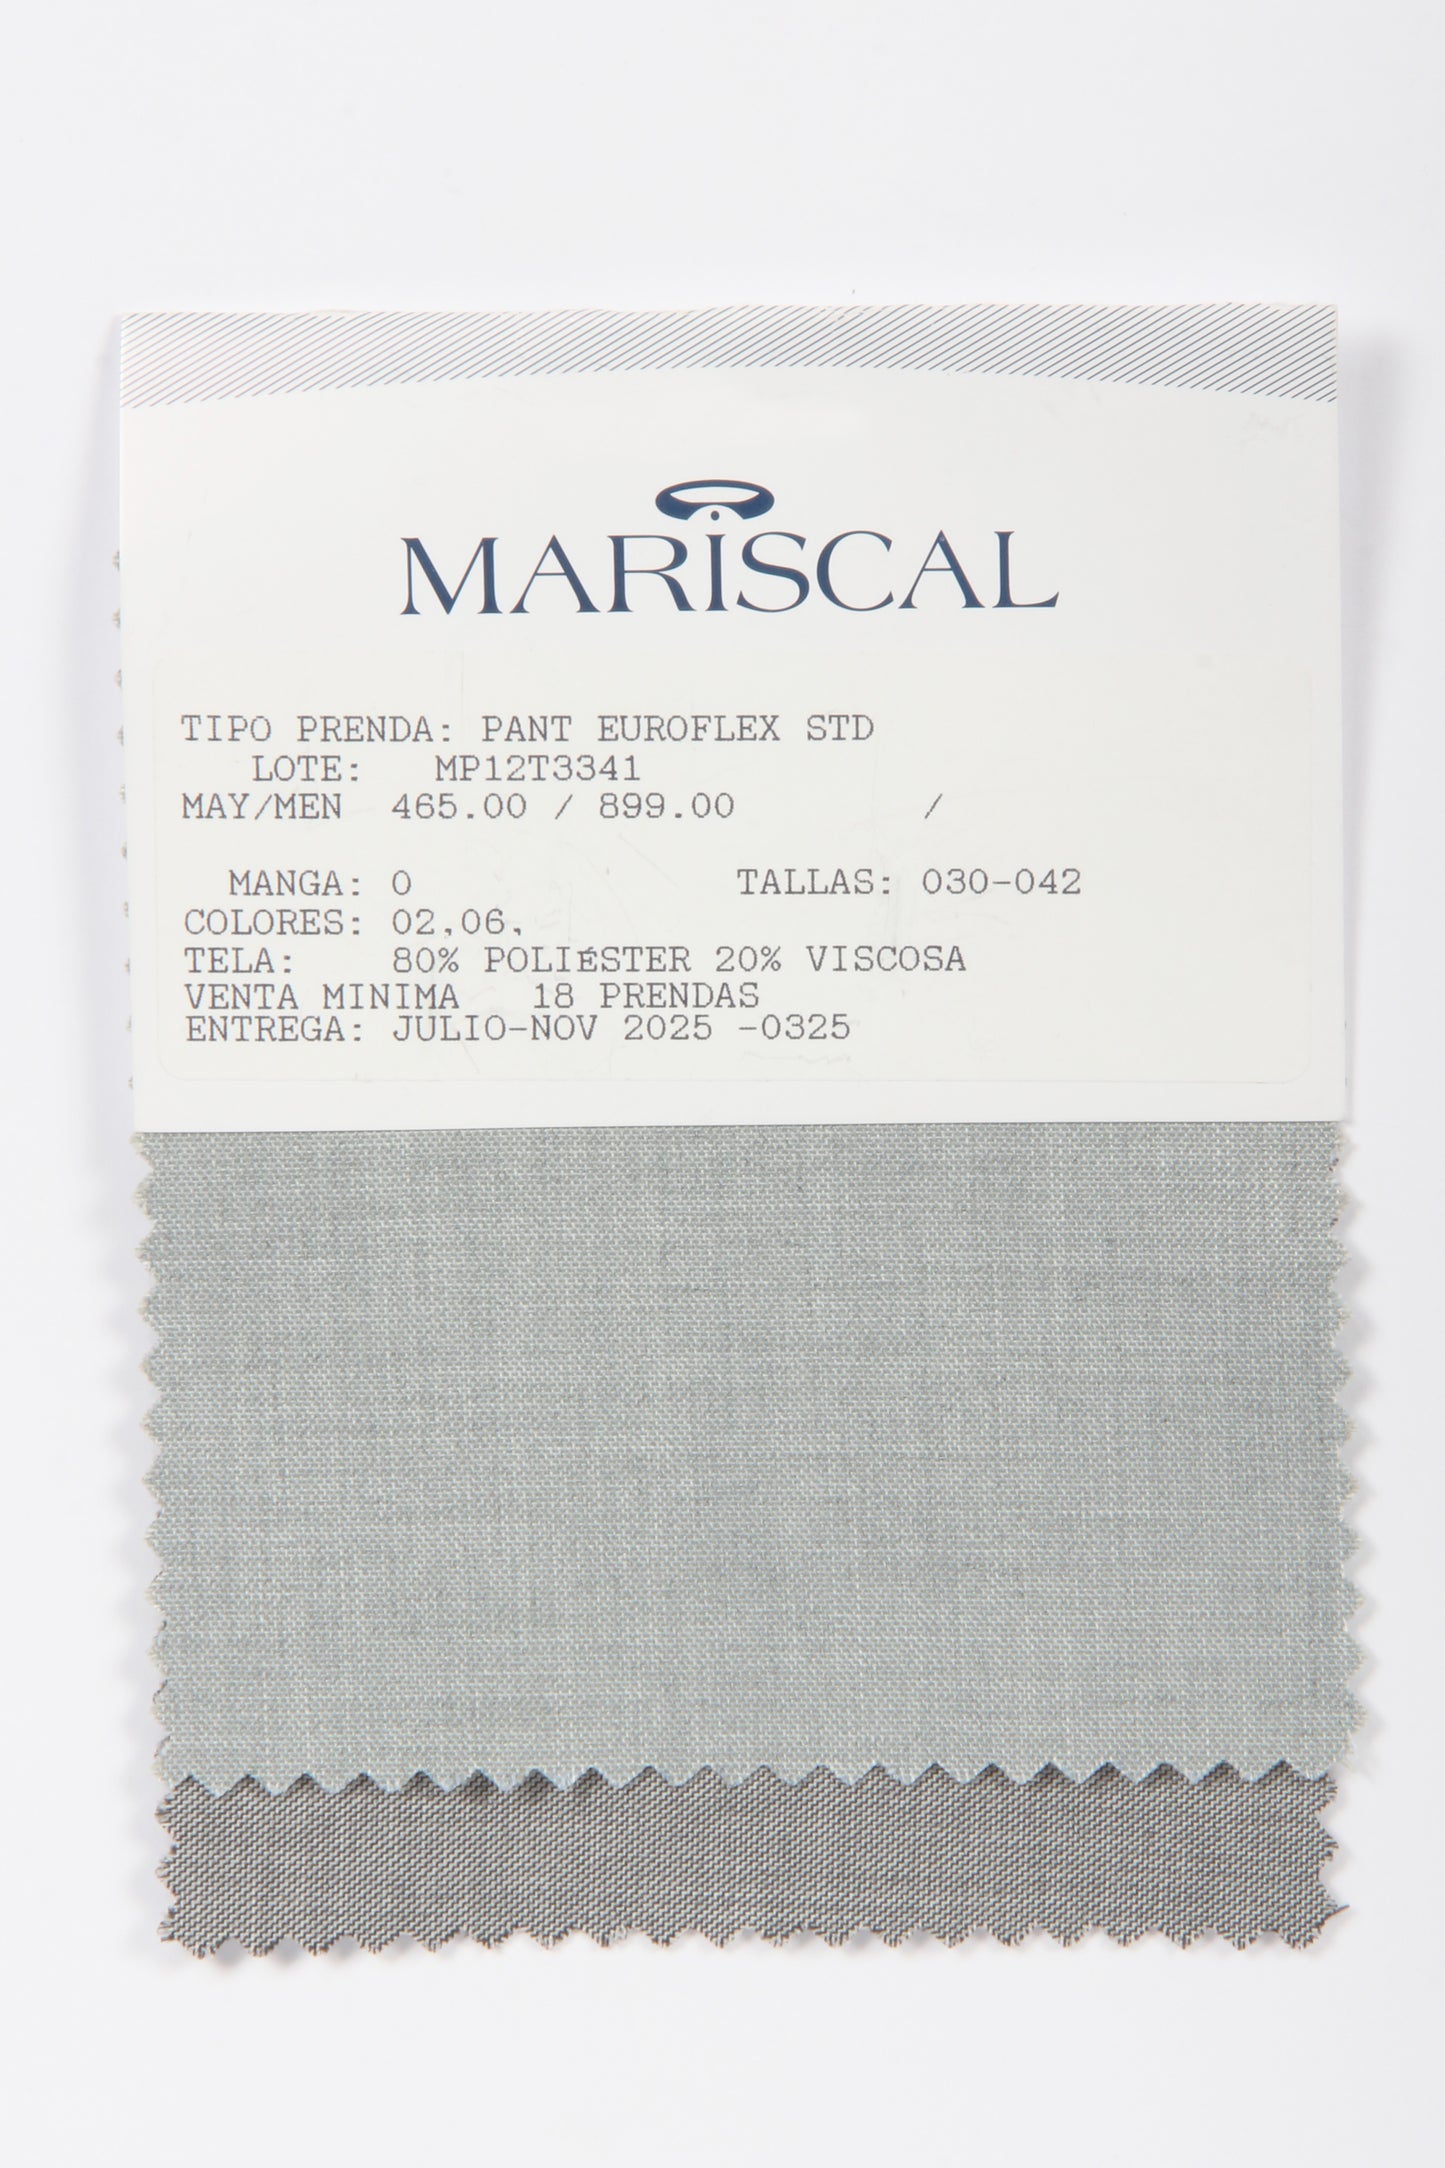 MARISCAL
TIPO PRENDA: PANT EUROFLEX STD
LOTE: MP12T3341
MAY/MEN 465.00 / 899.00 /
MANGA: 0 TALLAS: 030-042
COLORES: 02,06,
TELA: 80% POLIÉSTER 20% VISCOSA
VENTA MINIMA 18 PRENDAS
ENTREGA: JULIO-NOV 2025 -0325